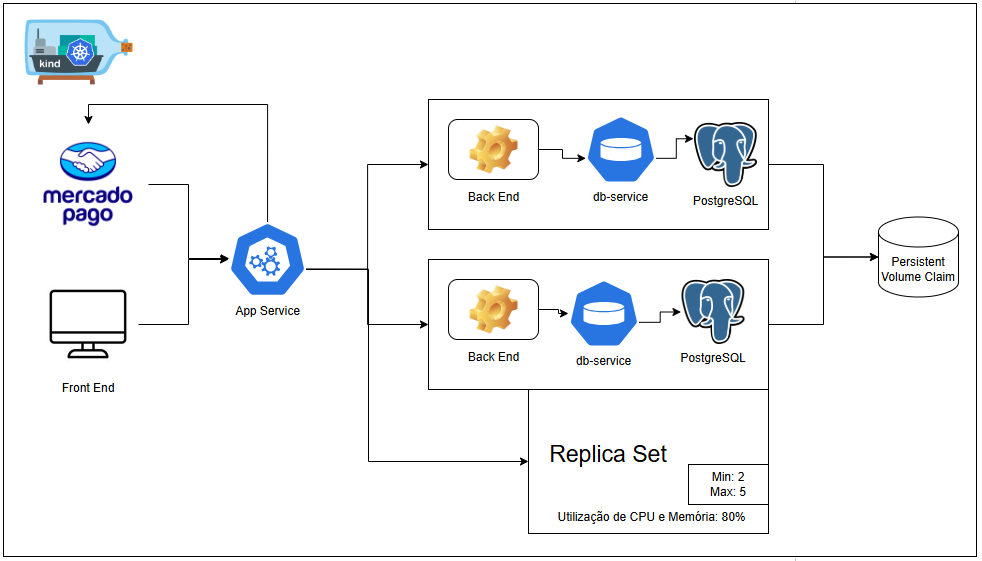 kind
mercado
pago
Front End
App Service
Back End
db-service
PostgreSQL
Back End
db-service
PostgreSQL
Persistent
Volume Claim
Replica Set
Min: 2
Max: 5
Utilização de CPU e Memória: 80%